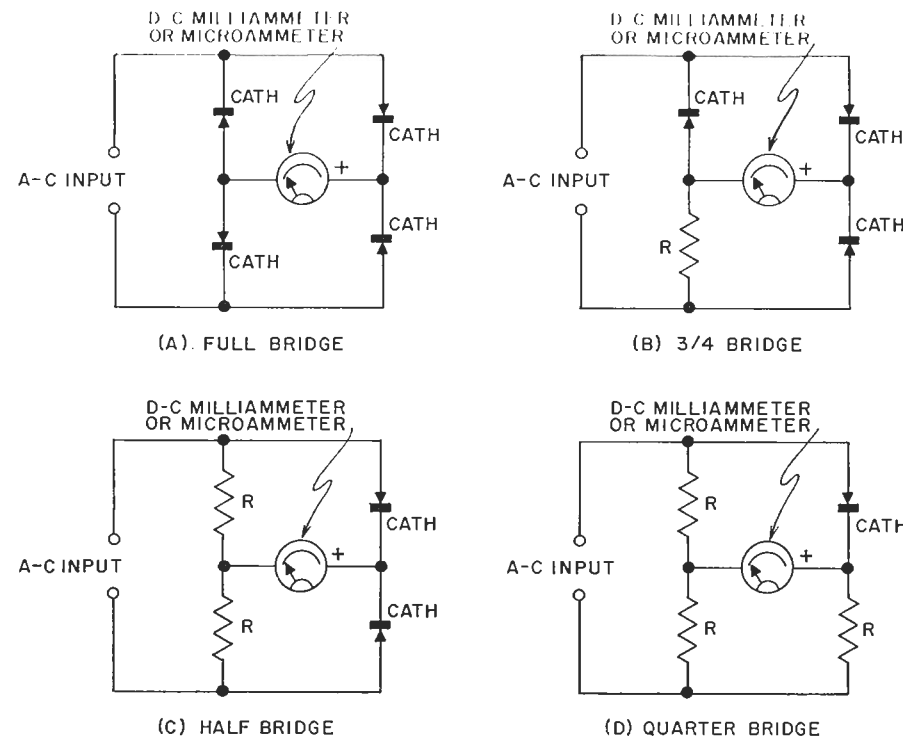 D-C MILLIAMMETER
OR MICROAMMETER
CATH
CATH
+
A-C INPUT
CATH
CATH
(A). FULL BRIDGE
D-C MILLIAMMETER
OR MICROAMMETER
CATH
CATH
+
A-C INPUT
CATH
R
(B) 3/4 BRIDGE
D-C MILLIAMMETER
OR MICROAMMETER
R
CATH
+
A-C INPUT
CATH
R
(C) HALF BRIDGE
D-C MILLIAMMETER
OR MICROAMMETER
R
CATH
+
A-C INPUT
R
R
(D) QUARTER BRIDGE